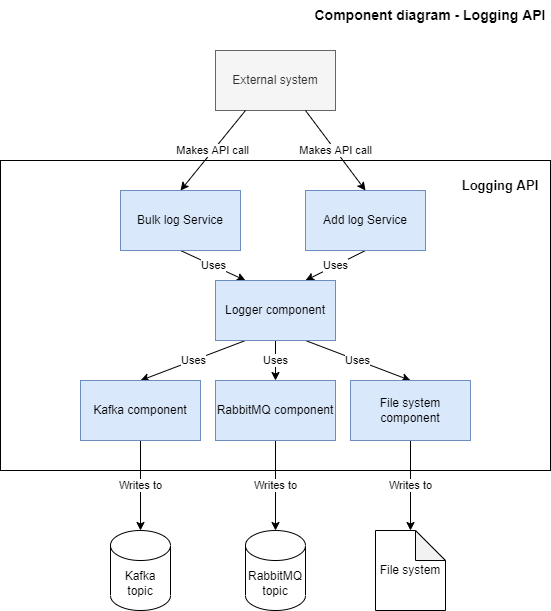 Component diagram - Logging API
External system
Makes API call
Makes API call
Logging API
Bulk log Service
Add log Service
Uses
Uses
Logger component
Uses
Uses
Uses
Kafka component
RabbitMQ component
File system
component
Writes to
Writes to
Writes to
Kafka
topic
RabbitMQ
topic
File system